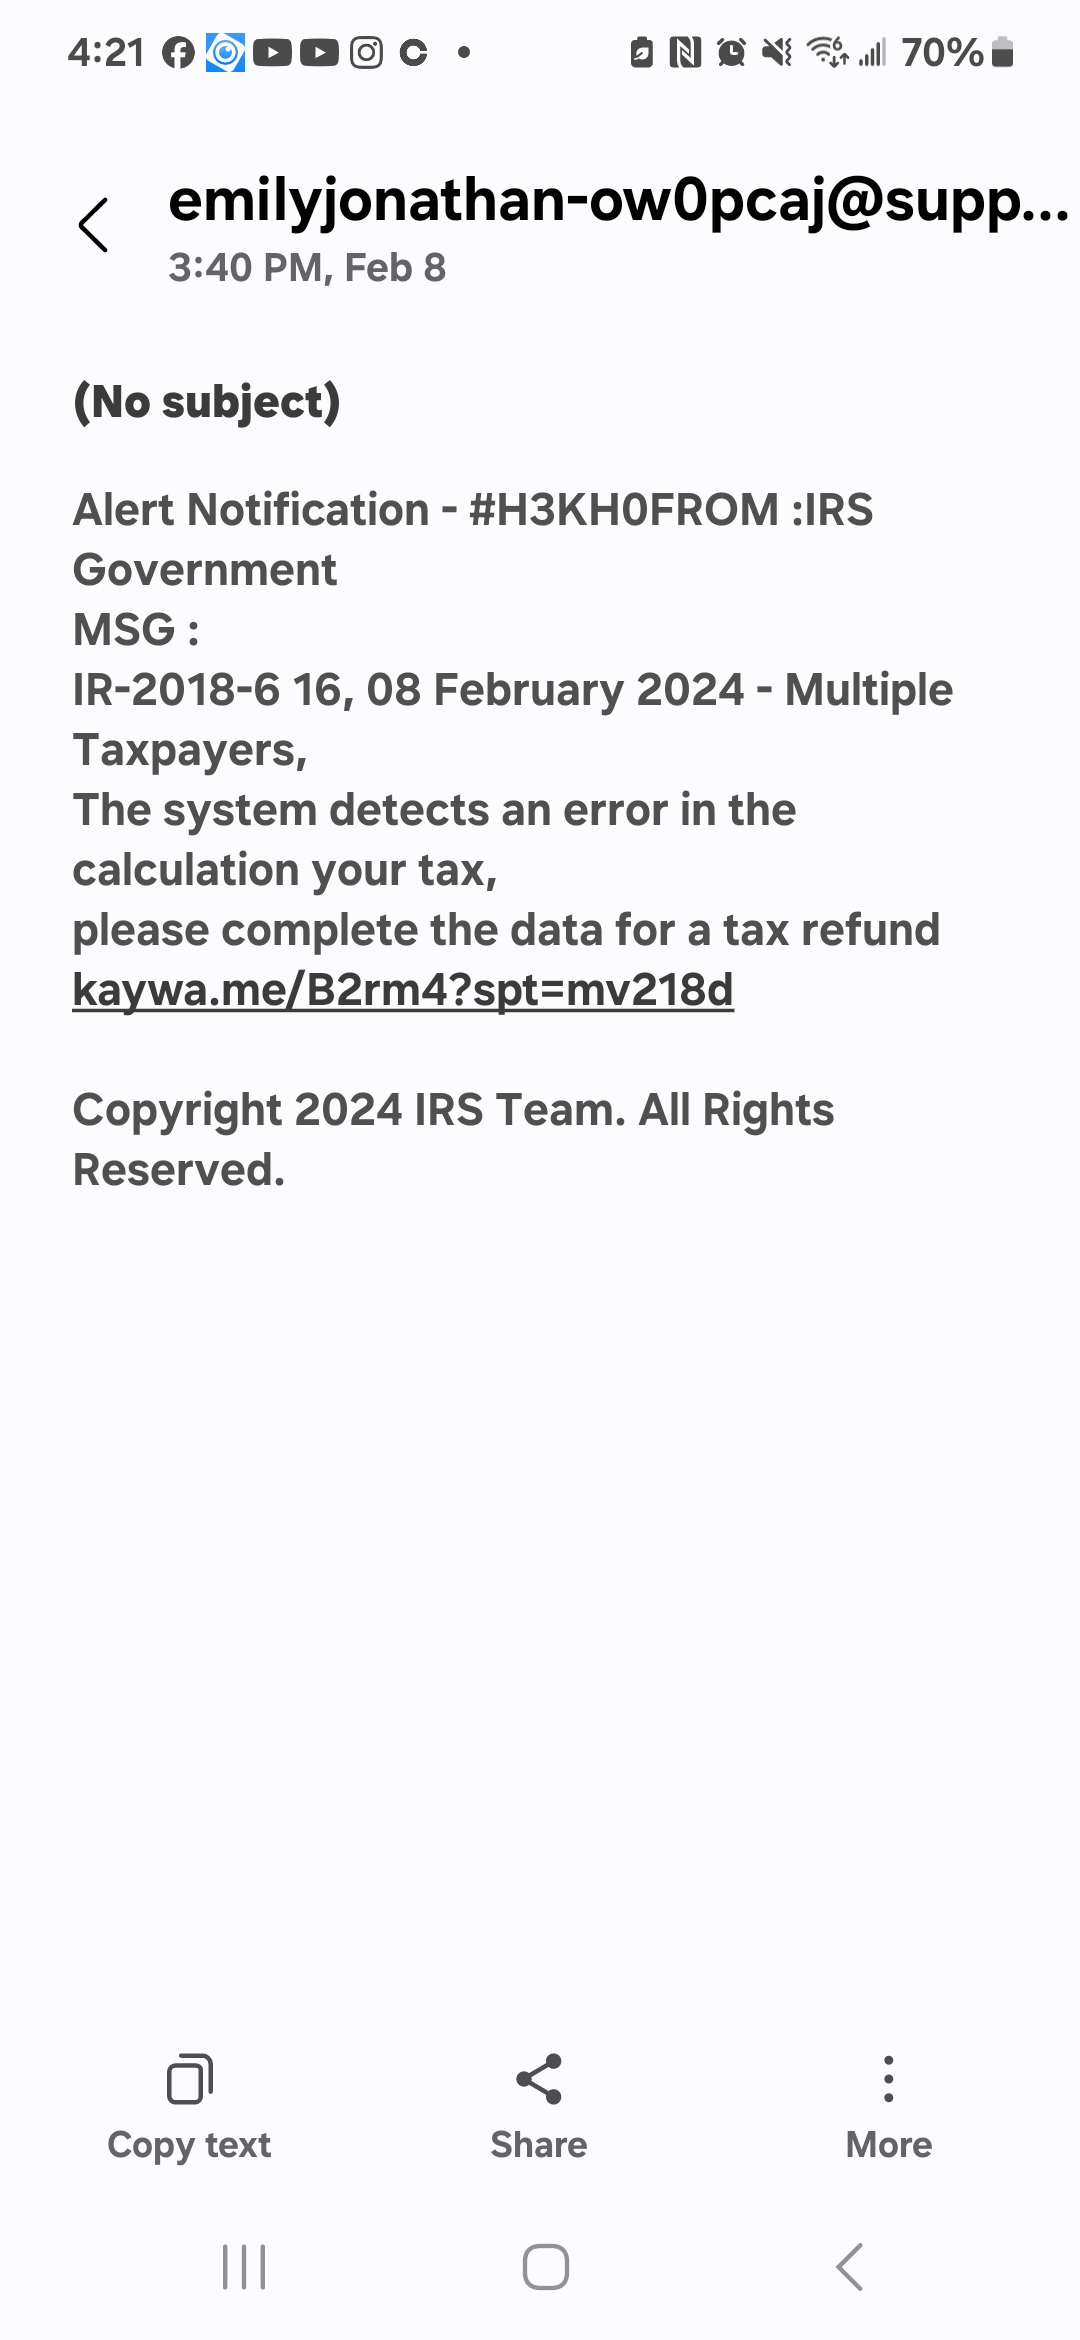 4:21
70%
emilyjonathan-ow0pcaj@supp...
3:40 PM, Feb 8
(No subject)
Alert Notification - #H3KH0FROM :IRS
Government
MSG :
IR-2018-6 16, 08 February 2024 - Multiple
Taxpayers,
The system detects an error in the
calculation your tax,
please complete the data for a tax refund
kaywa.me/B2rm4?spt=mv218d
Copyright 2024 IRS Team. All Rights
Reserved.
Copy text
Share
More